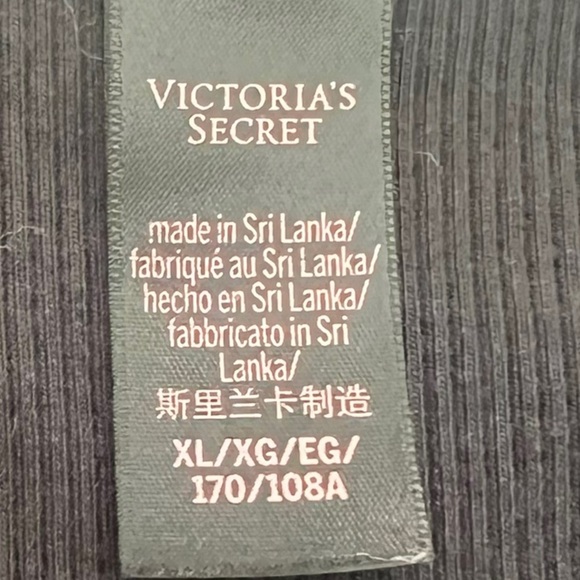 VICTORIA'S
SECRET
made in Sri Lanka/
fabriqué au Sri Lanka/
hecho en Sri Lanka/
fabbricato in Sri
Lanka/
斯里兰卡制造
XL/XG/EG/
170/108A